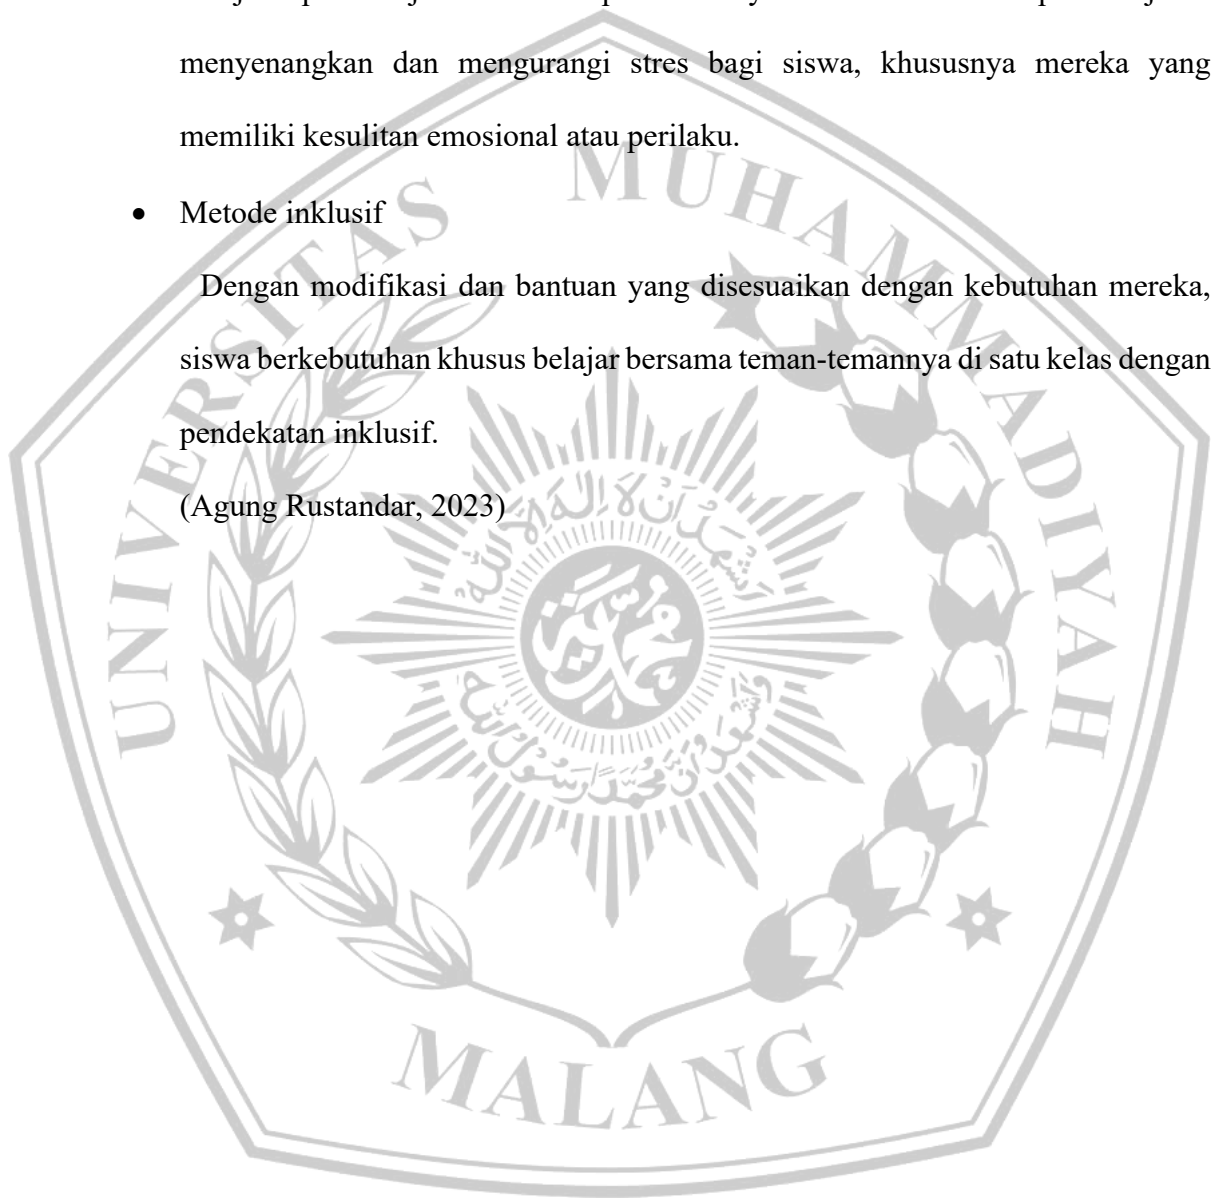 menyenangkan dan mengurangi stres bagi siswa, khususnya mereka yang
memiliki kesulitan emosional atau perilaku.
• Metode inklusif
Dengan modifikasi dan bantuan yang disesuaikan dengan kebutuhan mereka,
siswa berkebutuhan khusus belajar bersama teman-temannya di satu kelas dengan
pendekatan inklusif.
(Agung Rustandar, 2023)
UNIVERSITAS MUHAMMADIYAH
MALANG